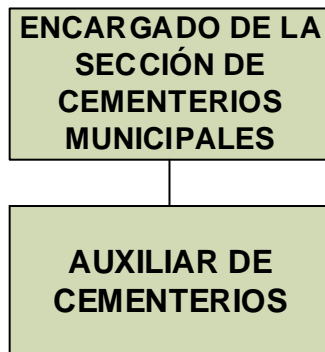 ENCARGADO DE LA
SECCIÓN DE
CEMENTERIOS
MUNICIPALES
AUXILIAR DE
CEMENTERIOS